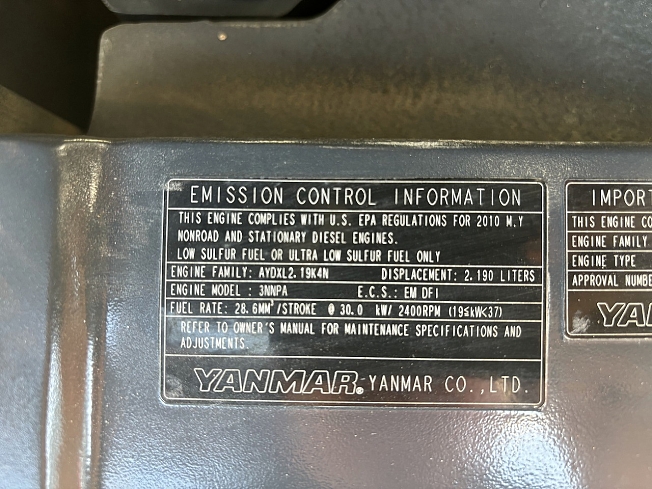 EMISSION CONTROL INFORMATION
THIS ENGINE COMPLIES WITH U.S. EPA REGULATIONS FOR 2010 M.Y
NONROAD AND STATIONARY DIESEL ENGINES.
LOW SULFUR FUEL OR ULTRA LOW SULFUR FUEL ONLY
ENGINE FAMILY: AYDXL2.19K4N DISPLACEMENT: 2.190 LITERS
ENGINE MODEL : 3NNPA E.C.S.: EM DFI
FUEL RATE: 28.6MM³/STROKE @ 30.0 kW/ 2400RPM (19≤kW<37)
REFER TO OWNER'S MANUAL FOR MAINTENANCE SPECIFICATIONS AND
ADJUSTMENTS.
YANMAR® YANMAR CO.,LTD.
IMPORT
THIS ENGINE CO
ENGINE FAMILY
ENGINE TYPE
APPROVAL NUMBE
YAN